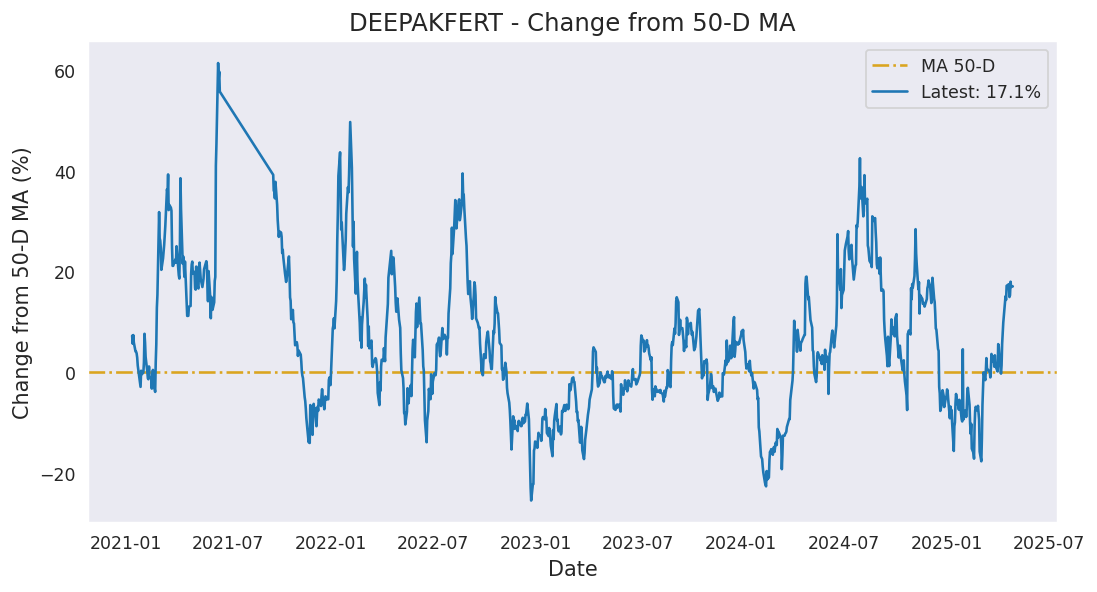 DEEPAKFERT - Change from 50-D MA
MA 50-D
Latest: 17.1%
Change from 50-D MA (%)
60
40
20
0
−20
2021-01 2021-07 2022-01 2022-07 2023-01 2023-07 2024-01 2024-07 2025-01 2025-07
Date